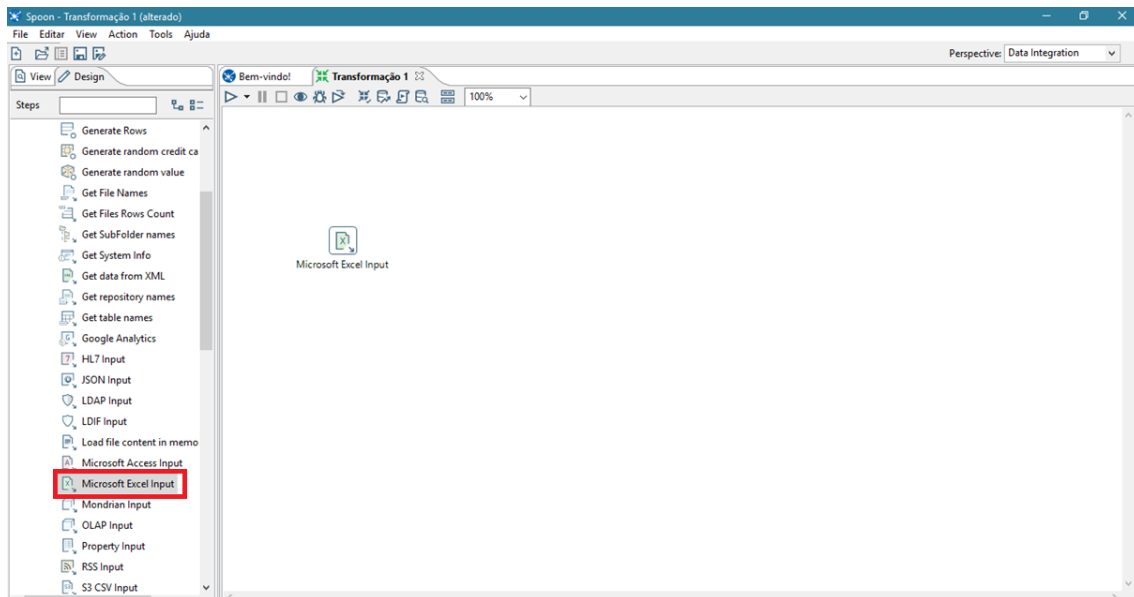 Spoon - Transformação 1 (alterado)
File Editar View Action Tools Ajuda
Perspective: Data Integration
View Design
Bem-vindo! Transformação 1
Steps
100%
Generate Rows
Generate random credit ca
Generate random value
Get File Names
Get Files Rows Count
Get SubFolder names
Get System Info
Get data from XML
Get repository names
Get table names
Google Analytics
HL7 Input
JSON Input
LDAP Input
LDIF Input
Load file content in memo
Microsoft Access Input
Microsoft Excel Input
Mondrian Input
OLAP Input
Property Input
RSS Input
S3 CSV Input
Microsoft Excel Input